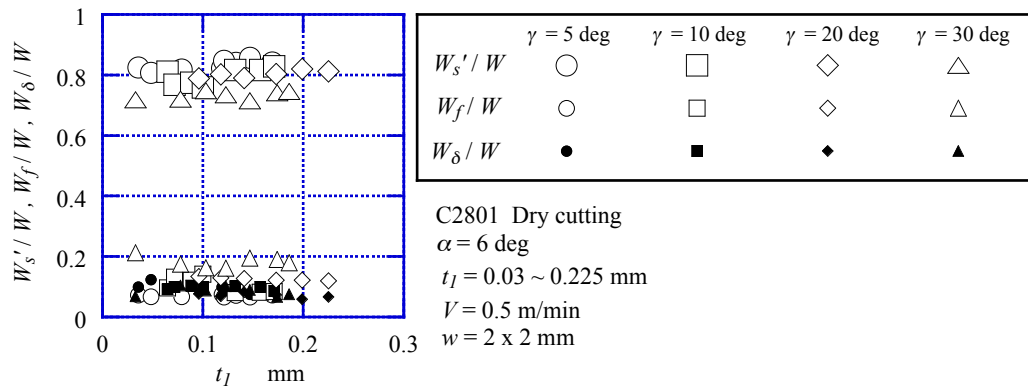 Ws'/W , Wf/W , Wδ/W
1
0.8
0.6
0.4
0.2
0
0 0.1 0.2 0.3
t1 mm
γ = 5 deg γ = 10 deg γ = 20 deg γ = 30 deg
Ws'/W
Wf/W
Wδ/W
C2801 Dry cutting
α = 6 deg
t1 = 0.03 ~ 0.225 mm
V = 0.5 m/min
w = 2 x 2 mm